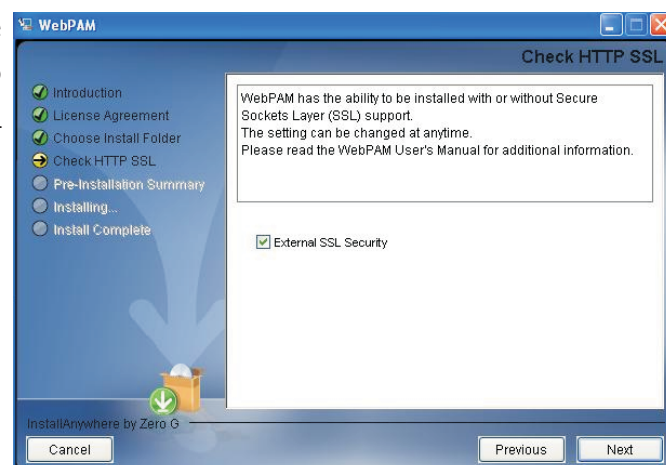 WebPAM
Check HTTP SSL
Introduction
License Agreement
Choose Install Folder
Check HTTP SSL
Pre-Installation Summary
Installing...
Install Complete
WebPAM has the ability to be installed with or without Secure
Sockets Layer (SSL) support.
The setting can be changed at anytime.
Please read the WebPAM User's Manual for additional information.
External SSL Security
InstallAnywhere by Zero G
Cancel
Previous
Next